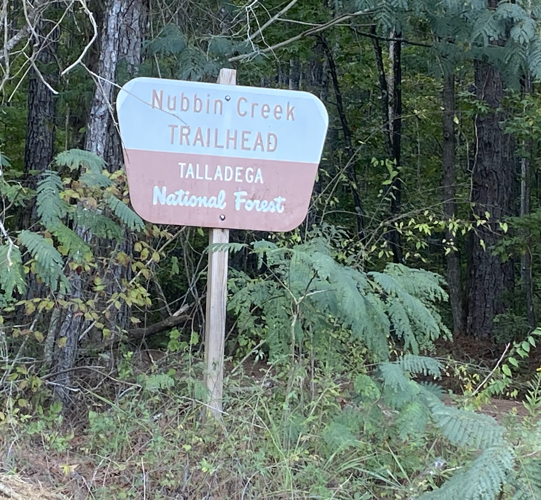 Nubbin Creek
TRAILHEAD
TALLADEGA
National Forest